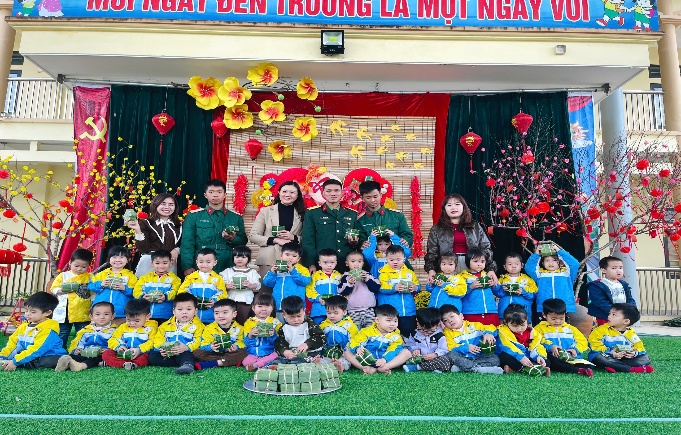 MỖI NGÀY ĐẾN TRƯỜNG LÀ MỘT NGÀY VUI